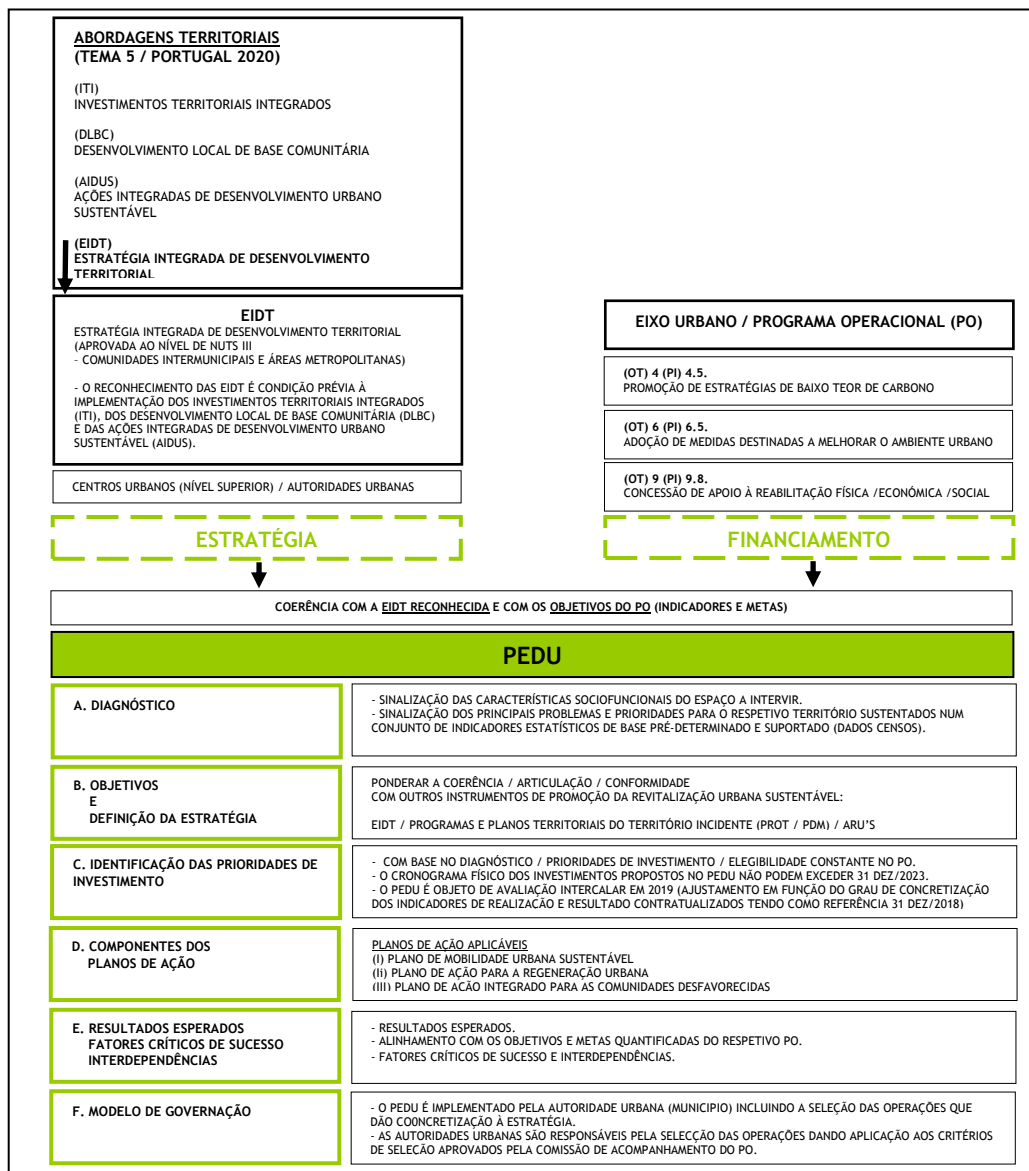 ABORDAGENS TERRITORIAIS
(TEMA 5 / PORTUGAL 2020)
(ITI)
INVESTIMENTOS TERRITORIAIS INTEGRADOS
(DLBC)
DESENVOLVIMENTO LOCAL DE BASE COMUNITÁRIA
(AIDUS)
AÇÕES INTEGRADAS DE DESENVOLVIMENTO URBANO
SUSTENTÁVEL
(EIDT)
ESTRATÉGIA INTEGRADA DE DESENVOLVIMENTO
TERRITORIAL
EIDT
ESTRATÉGIA INTEGRADA DE DESENVOLVIMENTO TERRITORIAL
(APROVADA AO NÍVEL DE NUTS III
- COMUNIDADES INTERMUNICIPAIS E ÁREAS METROPOLITANAS)
- O RECONHECIMENTO DAS EIDT É CONDIÇÃO PRÉVIA À
IMPLEMENTAÇÃO DOS INVESTIMENTOS TERRITORIAIS INTEGRADOS
(ITI), DOS DESENVOLVIMENTO LOCAL DE BASE COMUNITÁRIA (DLBC)
E DAS AÇÕES INTEGRADAS DE DESENVOLVIMENTO URBANO
SUSTENTÁVEL (AIDUS).
CENTROS URBANOS (NÍVEL SUPERIOR) / AUTORIDADES URBANAS
ESTRATÉGIA
EIXO URBANO / PROGRAMA OPERACIONAL (PO)
(OT) 4 (PI) 4.5.
PROMOÇÃO DE ESTRATÉGIAS DE BAIXO TEOR DE CARBONO
(OT) 6 (PI) 6.5.
ADOÇÃO DE MEDIDAS DESTINADAS A MELHORAR O AMBIENTE URBANO
(OT) 9 (PI) 9.8.
CONCESSÃO DE APOIO À REABILITAÇÃO FÍSICA /ECONÓMICA /SOCIAL
FINANCIAMENTO
COERÊNCIA COM A EIDT RECONHECIDA E COM OS OBJETIVOS DO PO (INDICADORES E METAS)
PEDU
A. DIAGNÓSTICO
- SINALIZAÇÃO DAS CARACTERÍSTICAS SOCIOFUNCIONAIS DO ESPAÇO A INTERVIR.
- SINALIZAÇÃO DOS PRINCIPAIS PROBLEMAS E PRIORIDADES PARA O RESPETIVO TERRITÓRIO SUSTENTADOS NUM
CONJUNTO DE INDICADORES ESTATÍSTICOS DE BASE PRÉ-DETERMINADO E SUPORTADO (DADOS CENSOS).
B. OBJETIVOS
E
DEFINIÇÃO DA ESTRATÉGIA
PONDERAR A COERÊNCIA / ARTICULAÇÃO / CONFORMIDADE
COM OUTROS INSTRUMENTOS DE PROMOÇÃO DA REVITALIZAÇÃO URBANA SUSTENTÁVEL:
EIDT / PROGRAMAS E PLANOS TERRITORIAIS DO TERRITÓRIO INCIDENTE (PROT / PDM) / ARU'S
C. IDENTIFICAÇÃO DAS PRIORIDADES DE
INVESTIMENTO
- COM BASE NO DIAGNÓSTICO / PRIORIDADES DE INVESTIMENTO / ELEGIBILIDADE CONSTANTE NO PO.
- O CRONOGRAMA FÍSICO DOS INVESTIMENTOS PROPOSTOS NO PEDU NÃO PODEM EXCEDER 31 DEZ/2023.
- O PEDU É OBJETO DE AVALIAÇÃO INTERCALAR EM 2019 (AJUSTAMENTO EM FUNÇÃO DO GRAU DE CONCRETIZAÇÃO
DOS INDICADORES DE REALIZAÇÃO E RESULTADO CONTRATUALIZADOS TENDO COMO REFERÊNCIA 31 DEZ/2018)
D. COMPONENTES DOS
PLANOS DE AÇÃO
PLANOS DE AÇÃO APLICÁVEIS
(I) PLANO DE MOBILIDADE URBANA SUSTENTÁVEL
(Ii) PLANO DE AÇÃO PARA A REGENERAÇÃO URBANA
(III) PLANO DE AÇÃO INTEGRADO PARA AS COMUNIDADES DESFAVORECIDAS
E. RESULTADOS ESPERADOS
FATORES CRÍTICOS DE SUCESSO
INTERDEPENDÊNCIAS
- RESULTADOS ESPERADOS.
- ALINHAMENTO COM OS OBJETIVOS E METAS QUANTIFICADAS DO RESPETIVO PO.
- FATORES CRÍTICOS DE SUCESSO E INTERDEPENDÊNCIAS.
F. MODELO DE GOVERNAÇÃO
- O PEDU É IMPLEMENTADO PELA AUTORIDADE URBANA (MUNICIPIO) INCLUINDO A SELEÇÃO DAS OPERAÇÕES QUE
DÃO CO0NCRETIZAÇÃO À ESTRATÉGIA.
- AS AUTORIDADES URBANAS SÃO RESPONSÁVEIS PELA SELECÇÃO DAS OPERAÇÕES DANDO APLICAÇÃO AOS CRITÉRIOS
DE SELEÇÃO APROVADOS PELA COMISSÃO DE ACOMPANHAMENTO DO PO.